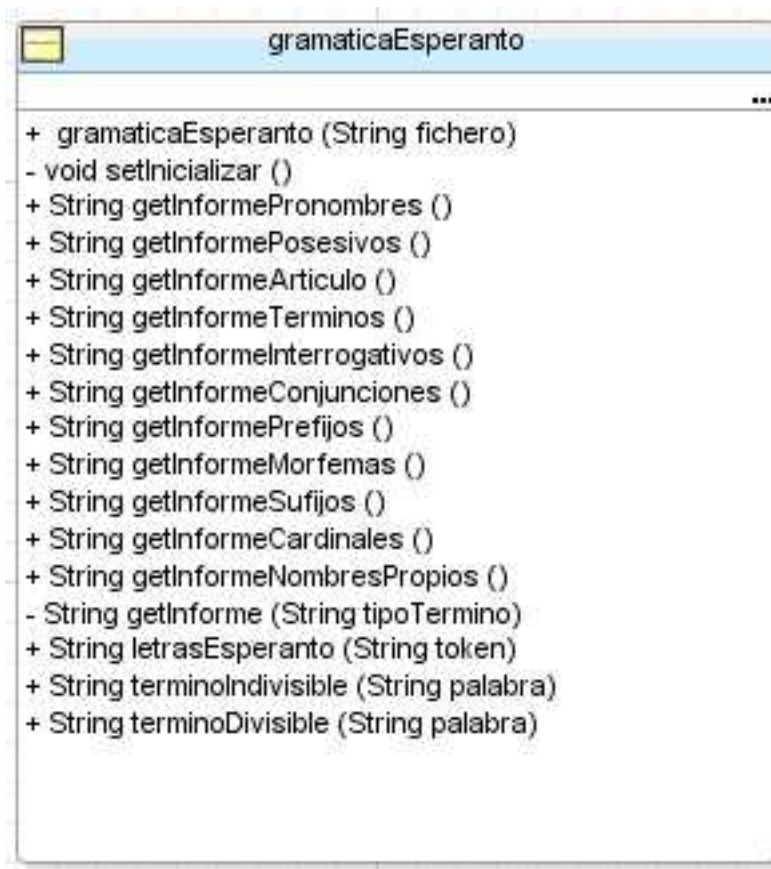 gramaticaEsperanto
...
+ gramaticaEsperanto (String fichero)
- void setInicializar ()
+ String getInformePronombres ()
+ String getInformePosesivos ()
+ String getInformeArticulo ()
+ String getInformeTerminos ()
+ String getInformeInterrogativos ()
+ String getInformeConjunciones ()
+ String getInformePrefijos ()
+ String getInformeMorfemas ()
+ String getInformeSufijos ()
+ String getInformeCardinales ()
+ String getInformeNombresPropios ()
- String getInforme (String tipoTermino)
+ String letrasEsperanto (String token)
+ String terminoIndivisible (String palabra)
+ String terminoDivisible (String palabra)